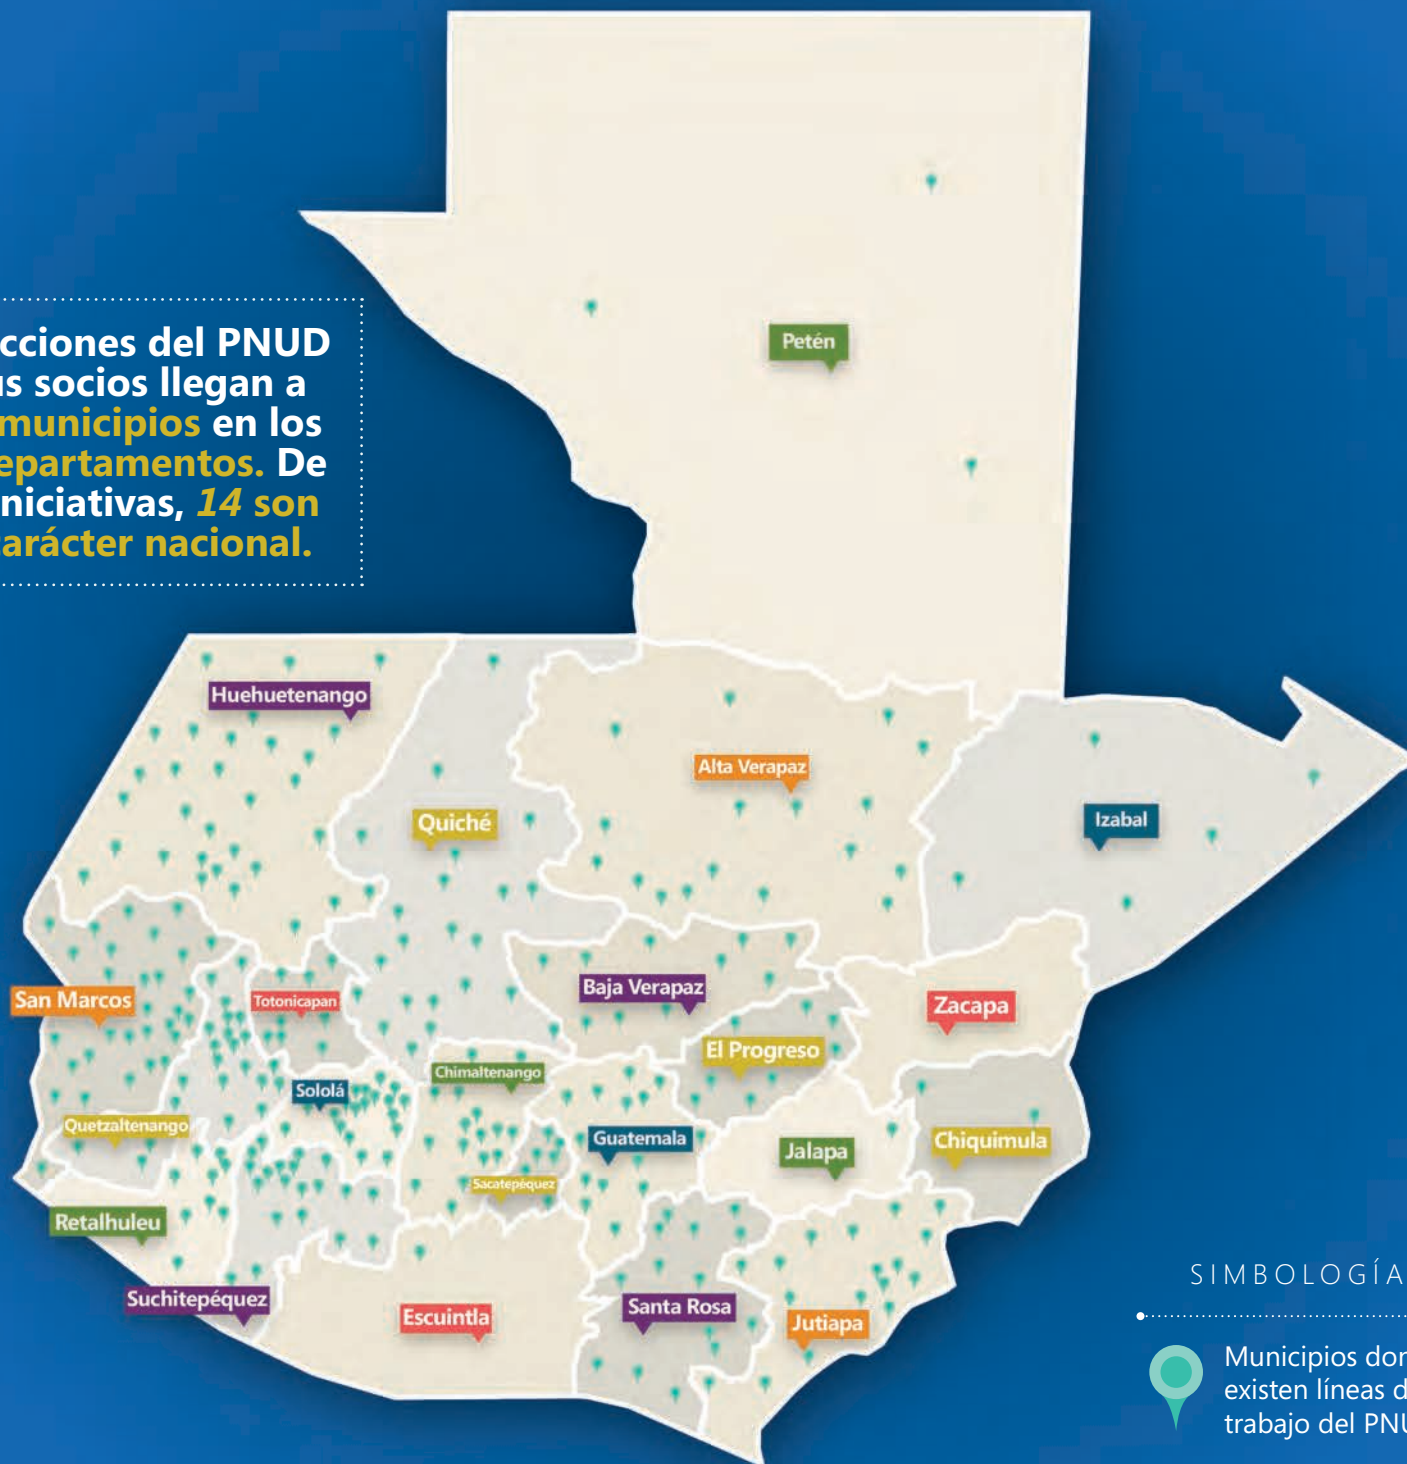 Petén
cciones del PNUD
us socios llegan a
municipios en los
epartamentos. De
niciativas, 14 son
carácter nacional.
Huehuetenango
Alta Verapaz
Quiché
Izabal
Baja Verapaz
San Marcos
Totonicapan
Zacapa
El Progreso
Chimaltenango
Sololá
Quetzaltenango
Guatemala
Chiquimula
Jalapa
Sacatepéquez
Retalhuleu
Suchitepéquez
Santa Rosa
Escuintla
Jutiapa
SIMBOLOGÍA
Municipios don
existen líneas d
trabajo del PNU